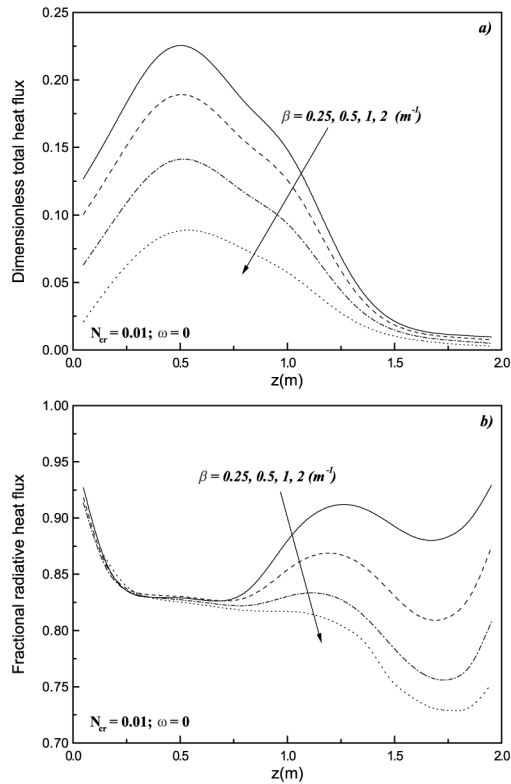 0.25
a)
0.20
0.15
0.10
0.05
0.00
Dimensionless total heat flux
β = 0.25, 0.5, 1, 2 (m⁻¹)
N_cr = 0.01; ω = 0
0.0 0.5 1.0 1.5 2.0
z(m)
1.00
b)
0.95
0.90
0.85
0.80
0.75
0.70
Fractional radiative heat flux
β = 0.25, 0.5, 1, 2 (m⁻¹)
N_cr = 0.01; ω = 0
0.0 0.5 1.0 1.5 2.0
z(m)